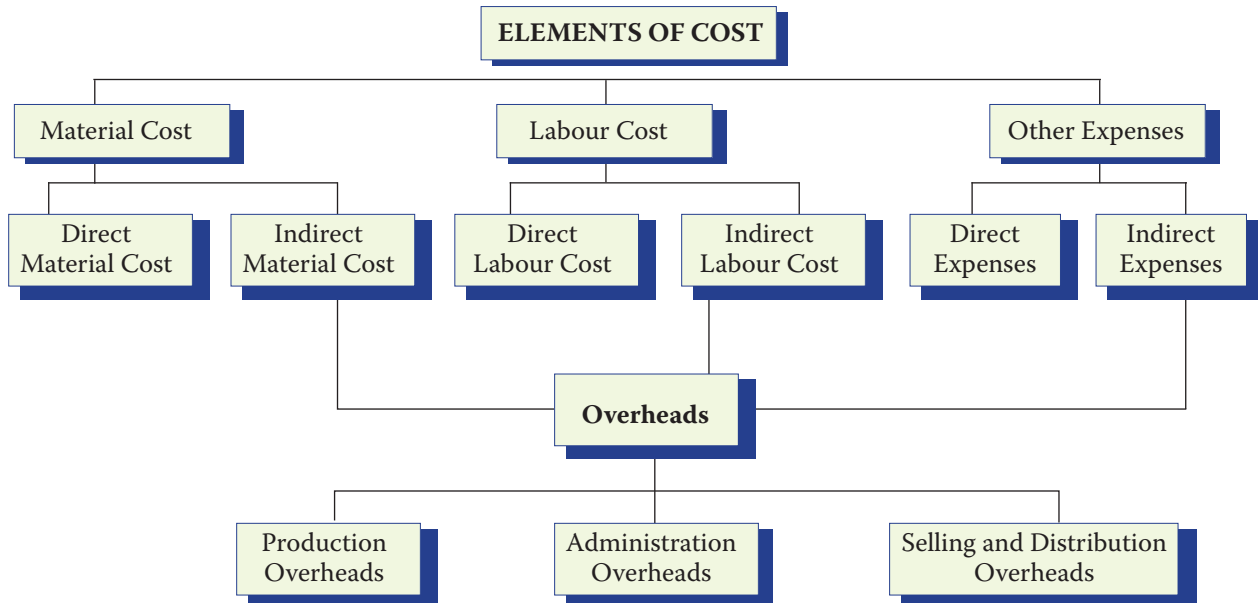 ELEMENTS OF COST
Material Cost
Labour Cost
Other Expenses
Direct
Material Cost
Indirect
Material Cost
Direct
Labour Cost
Indirect
Labour Cost
Direct
Expenses
Indirect
Expenses
Overheads
Production
Overheads
Administration
Overheads
Selling and Distribution
Overheads